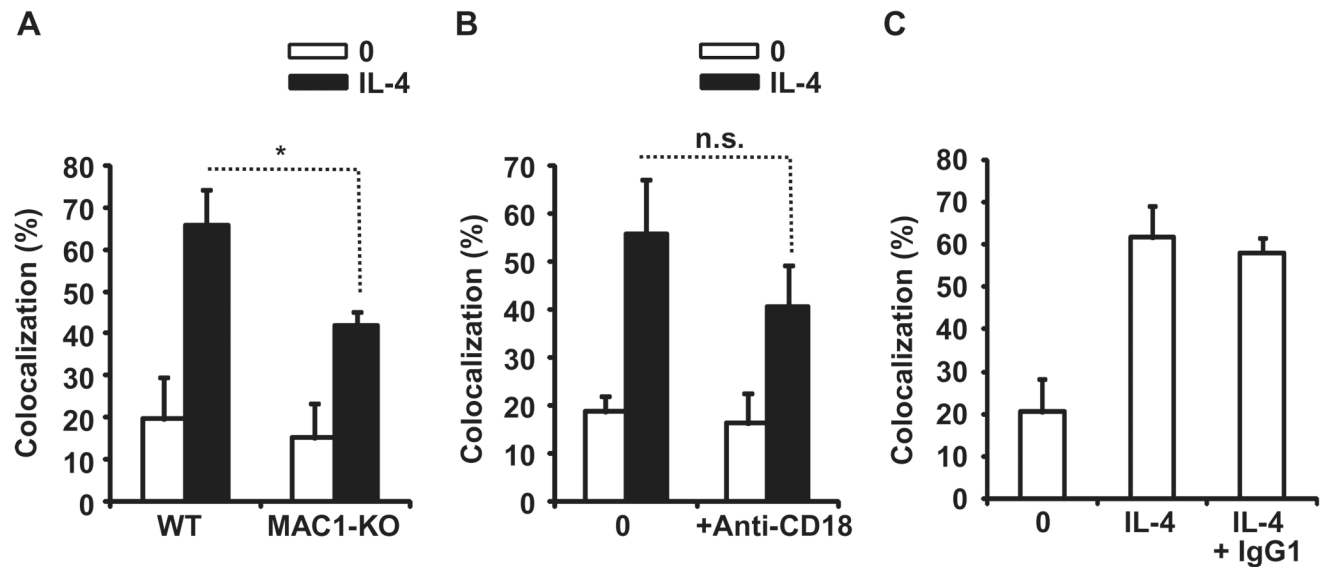 A
0
IL-4
*
Colocalization (%)
80
70
60
50
40
30
20
10
0
WT MAC1-KO
B
0
IL-4
n.s.
Colocalization (%)
70
60
50
40
30
20
10
0
0 +Anti-CD18
C
Colocalization (%)
80
70
60
50
40
30
20
10
0
0 IL-4 IL-4
+ IgG1